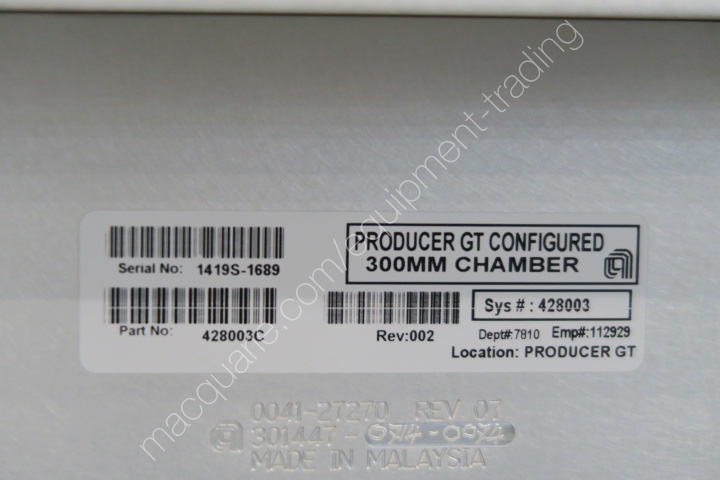 PRODUCER GT CONFIGURED
300MM CHAMBER
Serial No: 1419S-1689
Sys # : 428003
Part No: 428003C
Rev:002
Dept#:7810 Emp#:112929
Location: PRODUCER GT
0041-27270 REV 07
301447-
MADE IN MALAYSIA
macquarie.com/equipment-trading